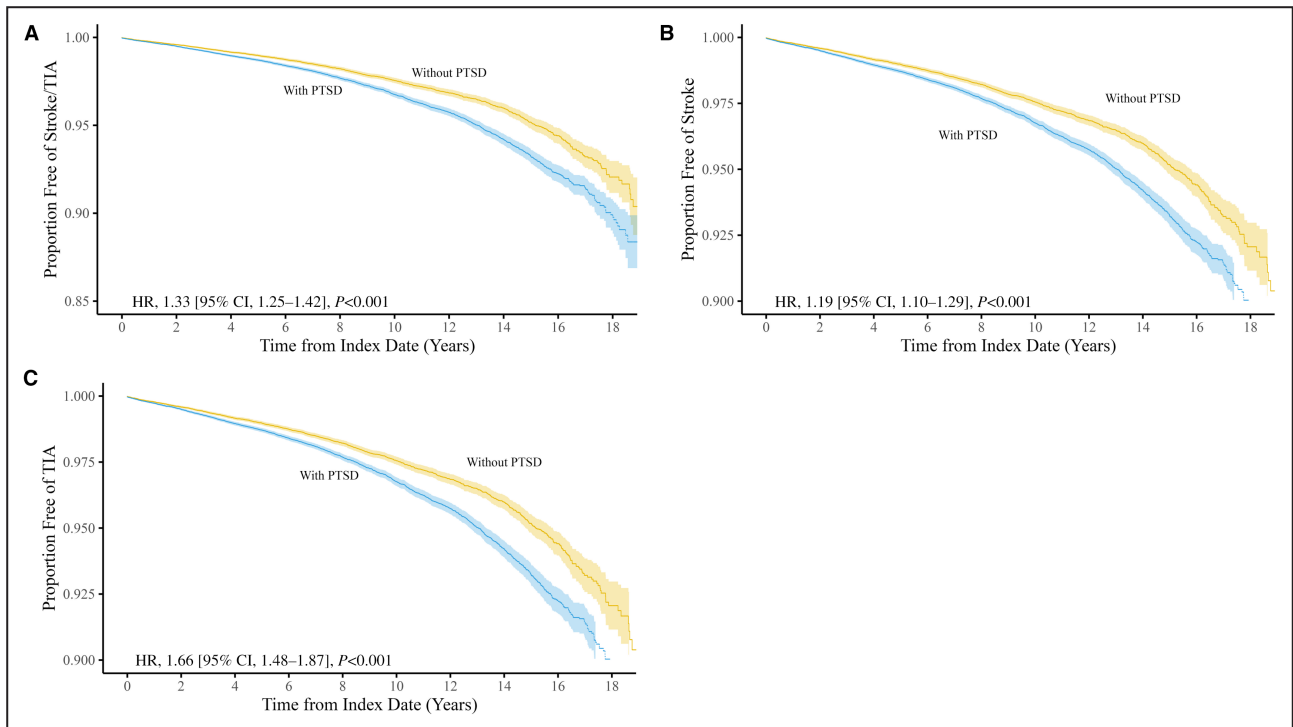 A
Proportion Free of Stroke/TIA
1.00
0.95
0.90
0.85
Without PTSD
With PTSD
HR, 1.33 [95% CI, 1.25–1.42], P<0.001
0 2 4 6 8 10 12 14 16 18
Time from Index Date (Years)
B
Proportion Free of Stroke
1.000
0.975
0.950
0.925
0.900
Without PTSD
With PTSD
HR, 1.19 [95% CI, 1.10–1.29], P<0.001
0 2 4 6 8 10 12 14 16 18
Time from Index Date (Years)
C
Proportion Free of TIA
1.000
0.975
0.950
0.925
0.900
Without PTSD
With PTSD
HR, 1.66 [95% CI, 1.48–1.87], P<0.001
0 2 4 6 8 10 12 14 16 18
Time from Index Date (Years)